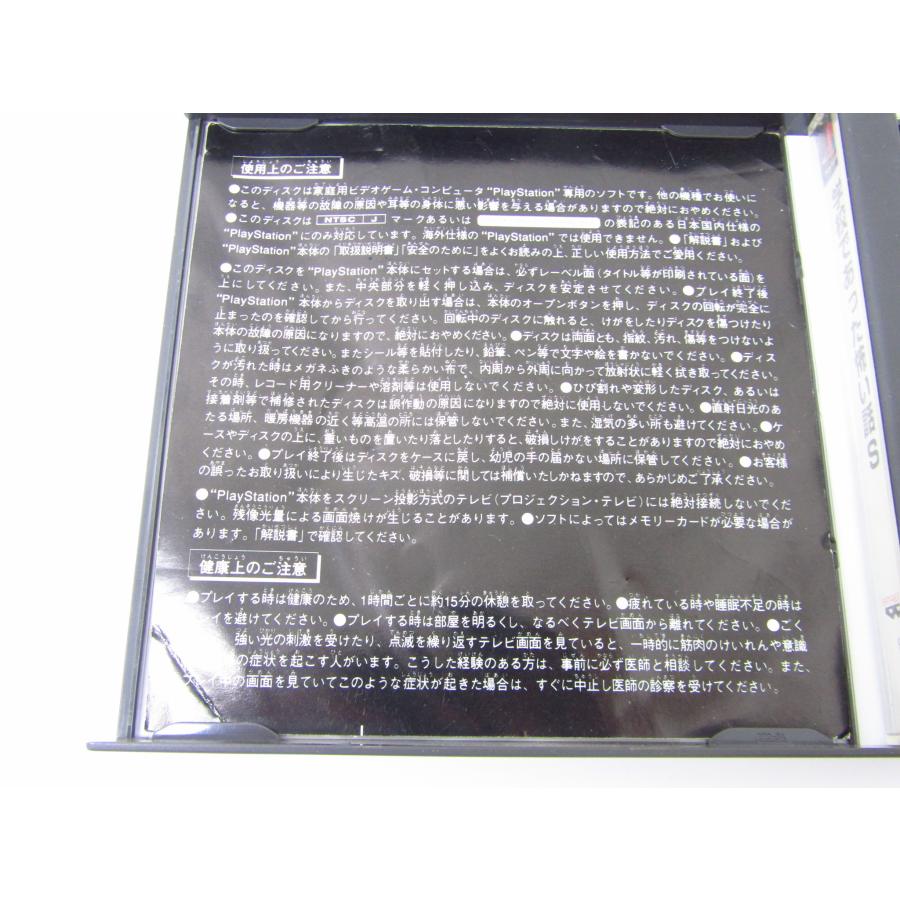 使用上のご注意
●このディスクは家庭用ビデオゲーム・コンピュータ“PlayStation”専用のソフトです。他の機種でお使いに
なると、機器等の故障の原因や耳等の身体に悪い影響を与える場合がありますので絶対におやめください。
●このディスクは NTSC J マークあるいは の表記のある日本国内仕様の
“PlayStation”にのみ対応しています。海外仕様の“PlayStation”では使用できません。●「解説書」および
“PlayStation”本体の「取扱説明書」「安全のために」をよくお読みの上、正しい使用方法でご愛用ください。
●このディスクを“PlayStation”本体にセットする場合は、必ずレーベル面(タイトル等が印刷されている面)を
上にしてください。また、中央部分を軽く押し込み、ディスクを安定させてください。●プレイ終了後
“PlayStation”本体からディスクを取り出す場合は、本体のオープンボタンを押し、ディスクの回転が完全に
止まったのを確認してから行ってください。回転中のディスクに触れると、けがをしたりディスクを傷つけたり
本体の故障の原因になりますので、絶対におやめください。●ディスクは両面とも、指紋、汚れ、傷等をつけないよ
うに取り扱ってください。またシール等を貼付したり、鉛筆、ペン等で文字や絵を書かないでください。●ディス
クが汚れた時はメガネふきのような柔らかい布で、内周から外周に向かって放射状に軽く拭き取ってください。
その時、レコード用クリーナーや溶剤等は使用しないでください。●ひび割れや変形したディスク、あるいは
接着剤等で補修されたディスクは誤作動の原因になりますので絶対に使用しないでください。●直射日光のあ
たる場所、暖房機器の近く等高温の所には保管しないでください。また、湿気の多い所も避けてください。●ケ
ースやディスクの上に、重いものを置いたり落としたりすると、破損しけがをすることがありますので絶対におやめ
ください。●プレイ終了後はディスクをケースに戻し、幼児の手の届かない場所に保管してください。●お客様
の誤ったお取り扱いにより生じたキズ、破損等に関しては補償いたしかねますので、あらかじめご了承ください。
●“PlayStation”本体をスクリーン投影方式のテレビ(プロジェクション・テレビ)には絶対接続しないでくだ
さい。残像光量による画面焼けが生じることがあります。●ソフトによってはメモリーカードが必要な場合が
あります。「解説書」で確認してください。
健康上のご注意
●プレイする時は健康のため、1時間ごとに約15分の休憩を取ってください。●疲れている時や睡眠不足の時は
プレイを避けてください。●プレイする時は部屋を明るくし、なるべくテレビ画面から離れてください。●ごく
強い光の刺激を受けたり、点滅を繰り返すテレビ画面を見ていると、一時的に筋肉のけいれんや意識
の症状を起こす人がいます。こうした経験のある方は、事前に必ず医師と相談してください。また、
プレイ中の画面を見ていてこのような症状が起きた場合は、すぐに中止し医師の診察を受けてください。